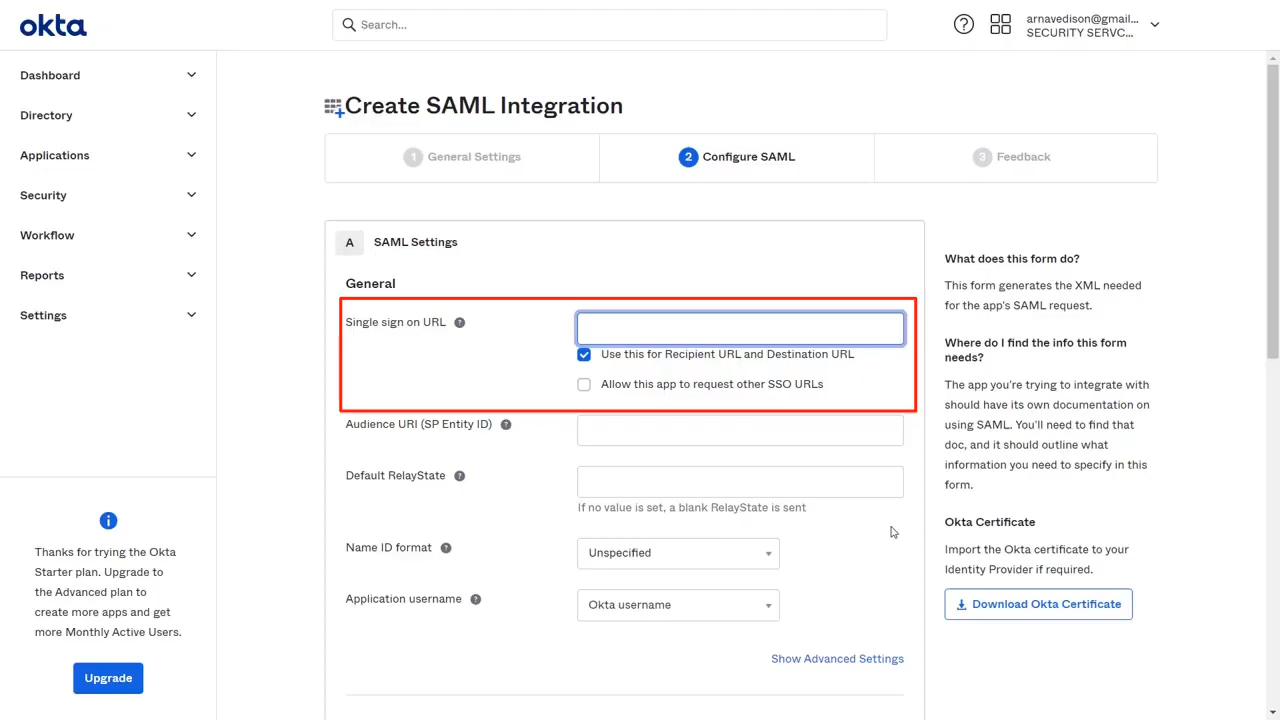 okta
Search...
arnavedison@gmail...
SECURITY SERVC...
Dashboard
Directory
Applications
Security
Workflow
Reports
Settings
i
Thanks for trying the Okta
Starter plan. Upgrade to
the Advanced plan to
create more apps and get
more Monthly Active Users.
Upgrade
Create SAML Integration
1 General Settings
2 Configure SAML
3 Feedback
A SAML Settings
General
Single sign on URL ?
Use this for Recipient URL and Destination URL
Allow this app to request other SSO URLs
Audience URI (SP Entity ID) ?
Default RelayState ?
If no value is set, a blank RelayState is sent
Name ID format ? Unspecified
Application username ? Okta username
Show Advanced Settings
What does this form do?
This form generates the XML needed
for the app's SAML request.
Where do I find the info this form
needs?
The app you're trying to integrate with
should have its own documentation on
using SAML. You'll need to find that
doc, and it should outline what
information you need to specify in this
form.
Okta Certificate
Import the Okta certificate to your
Identity Provider if required.
Download Okta Certificate